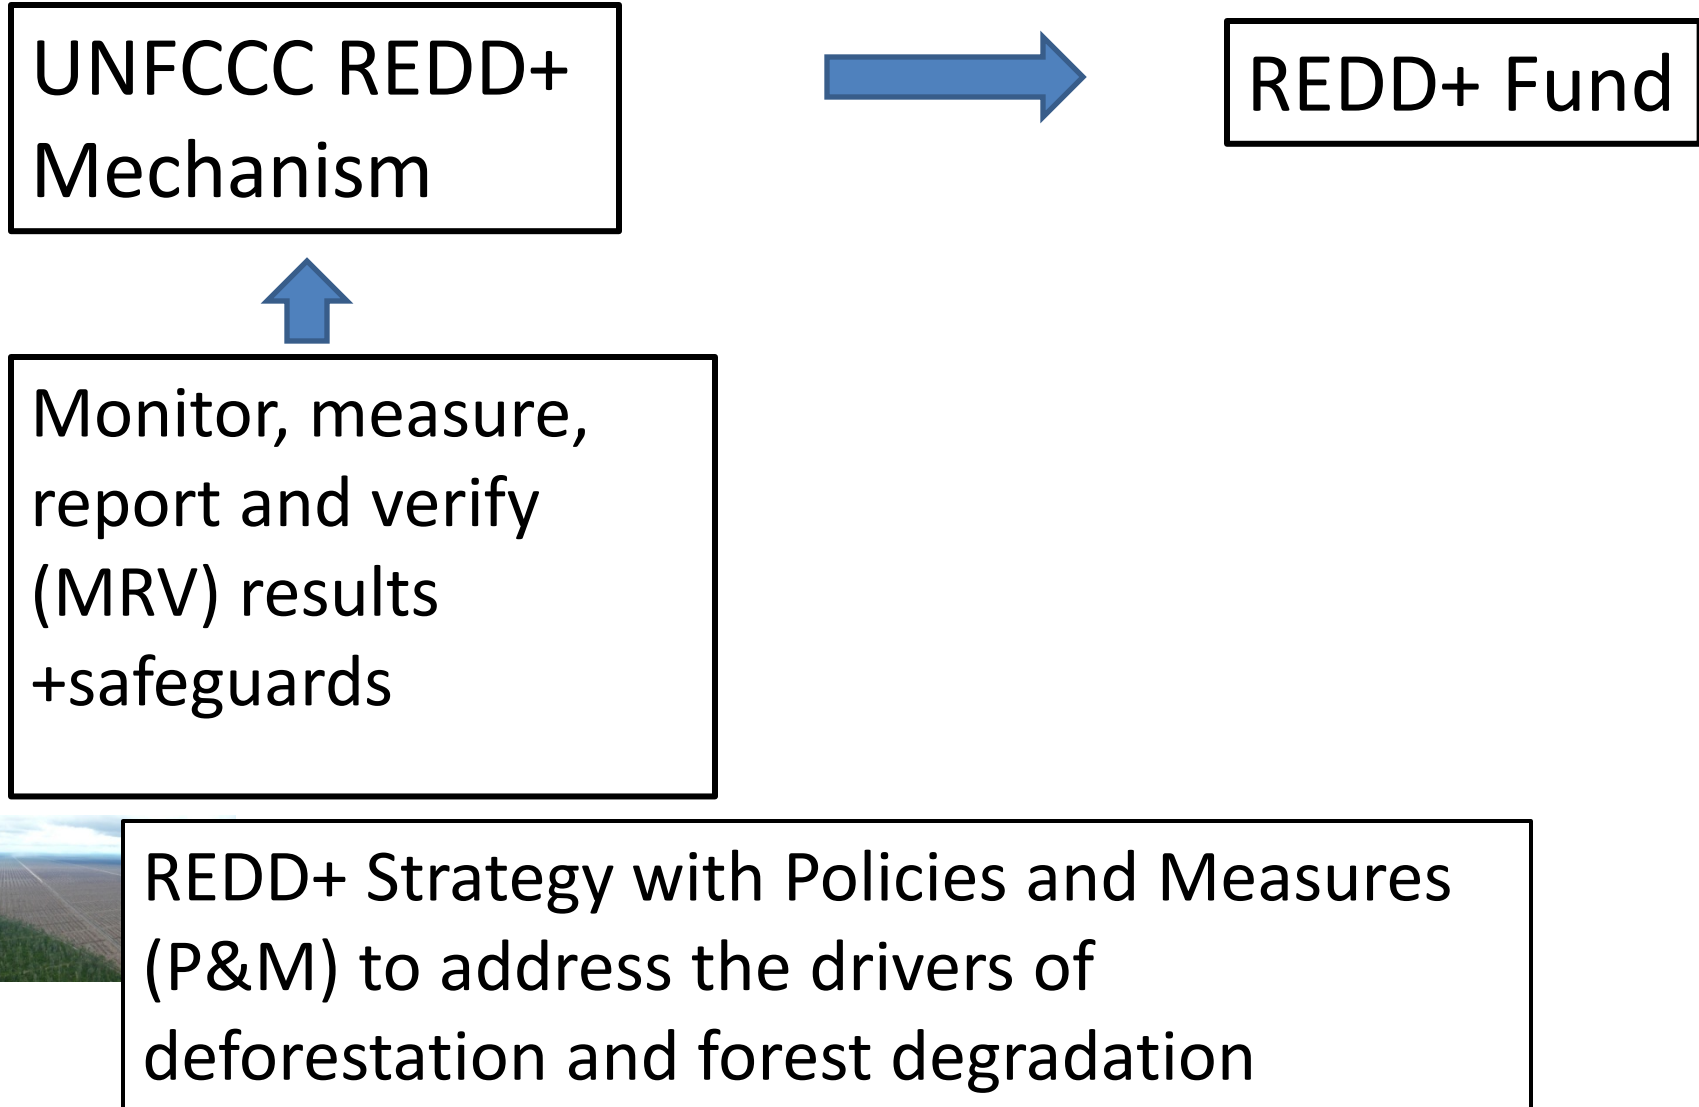 UNFCCC REDD+
Mechanism
REDD+ Fund
Monitor, measure,
report and verify
(MRV) results
+safeguards
REDD+ Strategy with Policies and Measures
(P&M) to address the drivers of
deforestation and forest degradation